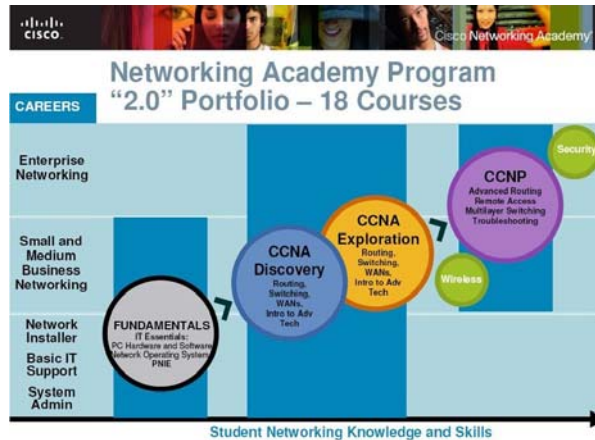 CISCO.
Cisco Networking Academy
Networking Academy Program
"2.0" Portfolio – 18 Courses
CAREERS
Enterprise
Networking
Small and
Medium
Business
Networking
Network
Installer
Basic IT
Support
System
Admin
FUNDAMENTALS
IT Essentials:
PC Hardware and Software
Network Operating System
PNIE
CCNA
Discovery
Routing,
Switching,
WANs,
Intro to Adv
Tech
CCNA
Exploration
Routing,
Switching,
WANs,
Intro to Adv
Tech
CCNP
Advanced Routing
Remote Access
Multilayer Switching
Troubleshooting
Security
Wireless
Student Networking Knowledge and Skills